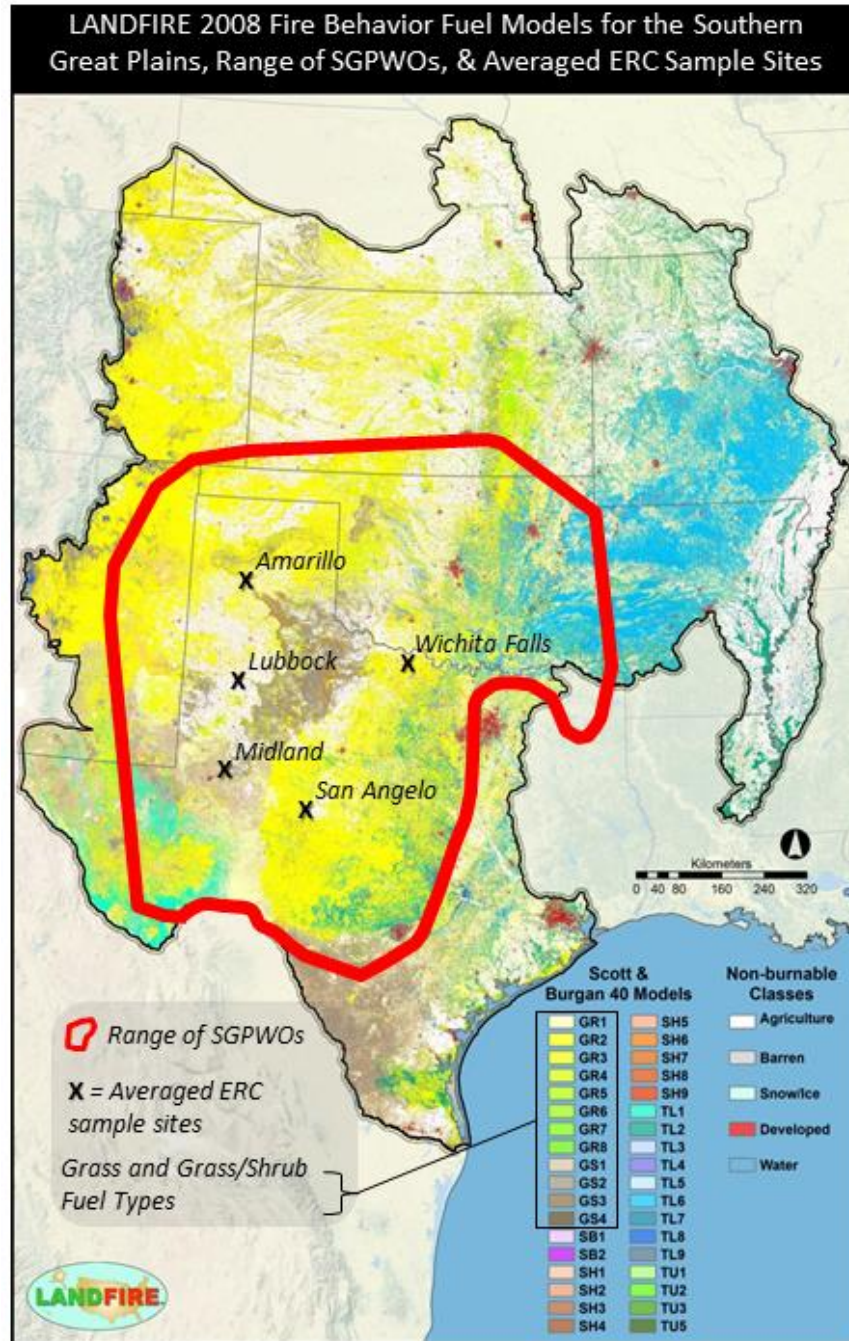 LANDFIRE 2008 Fire Behavior Fuel Models for the Southern
Great Plains, Range of SGPWOs, & Averaged ERC Sample Sites
Amarillo
X
Wichita Falls
X
Lubbock
X
Midland
X
San Angelo
X
Kilometers
0 40 80 160 240 320
Range of SGPWOs
X = Averaged ERC
sample sites
Grass and Grass/Shrub
Fuel Types
Scott &
Burgan 40 Models
GR1
GR2
GR3
GR4
GR5
GR6
GR7
GR8
GS1
GS2
GS3
GS4
SB1
SB2
SH1
SH2
SH3
SH4
SH5
SH6
SH7
SH8
SH9
TL1
TL2
TL3
TL4
TL5
TL6
TL7
TL8
TL9
TU1
TU2
TU3
TU5
Non-burnable
Classes
Agriculture
Barren
Snow/Ice
Developed
Water
LANDFIRE